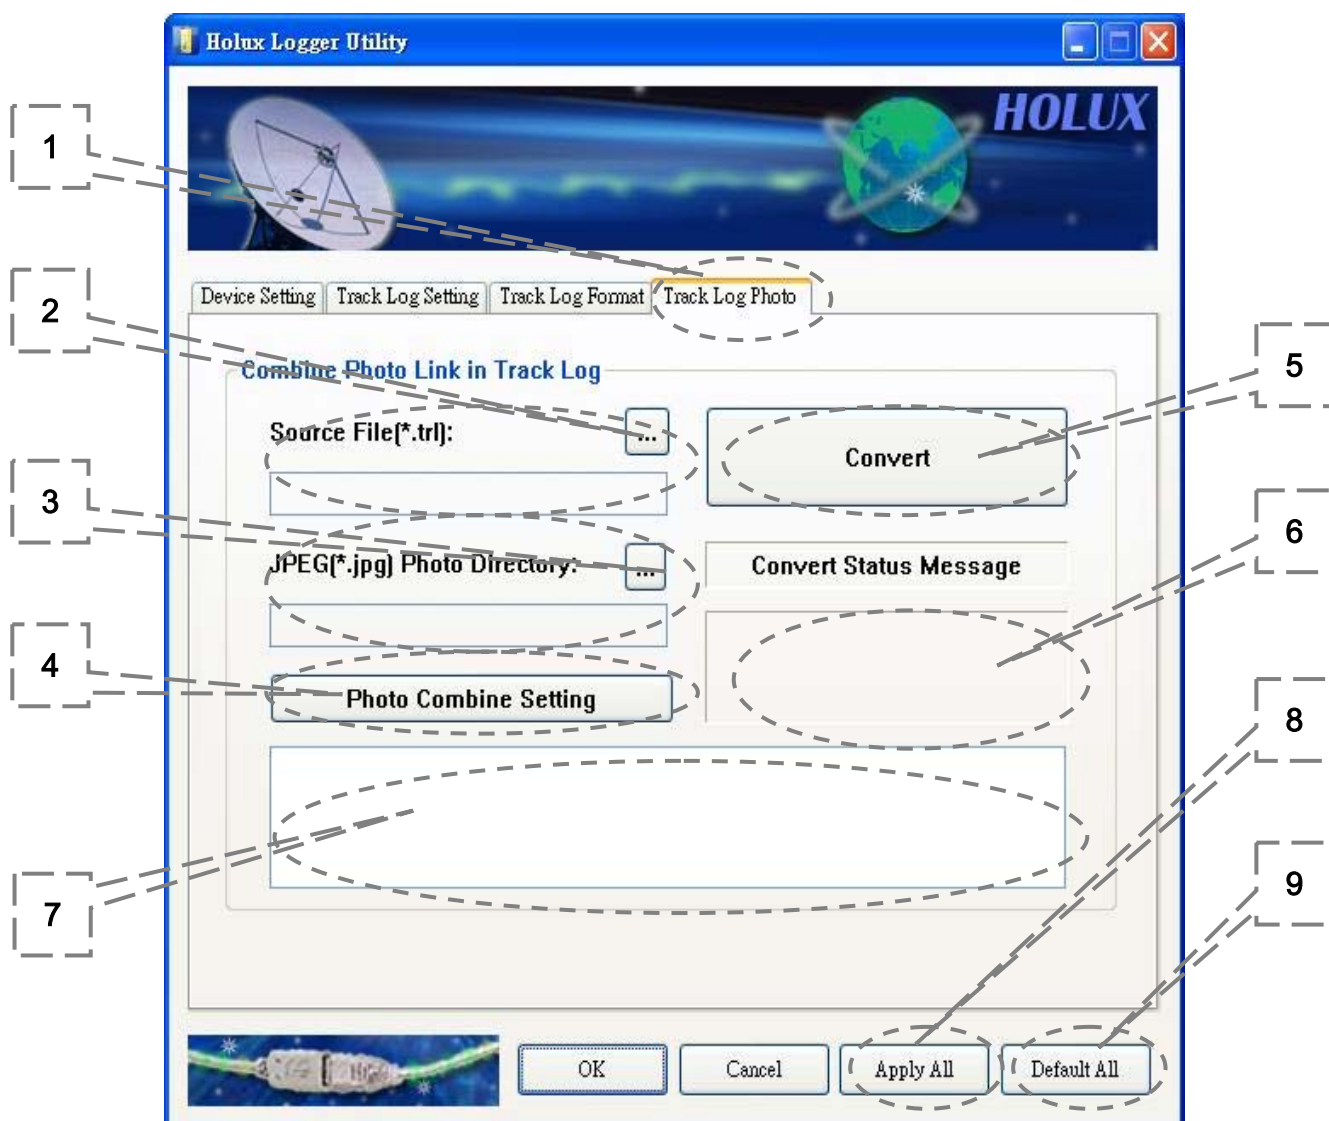 Holux Logger Utility
HOLUX
1
Device Setting
Track Log Setting
Track Log Format
Track Log Photo
2
Combine Photo Link in Track Log
5
Source File(*.trl):
...
Convert
3
JPEG(*.jpg) Photo Directory:
...
Convert Status Message
6
4
Photo Combine Setting
8
7
9
OK
Cancel
Apply All
Default All